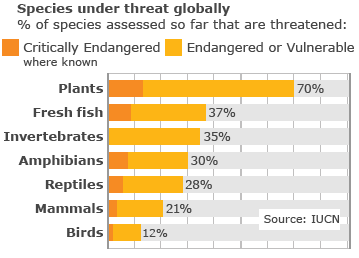 Species under threat globally
% of species assessed so far that are threatened:
Critically Endangered Endangered or Vulnerable
where known
Plants 70%
Fresh fish 37%
Invertebrates 35%
Amphibians 30%
Reptiles 28%
Mammals 21%
Source: IUCN
Birds 12%